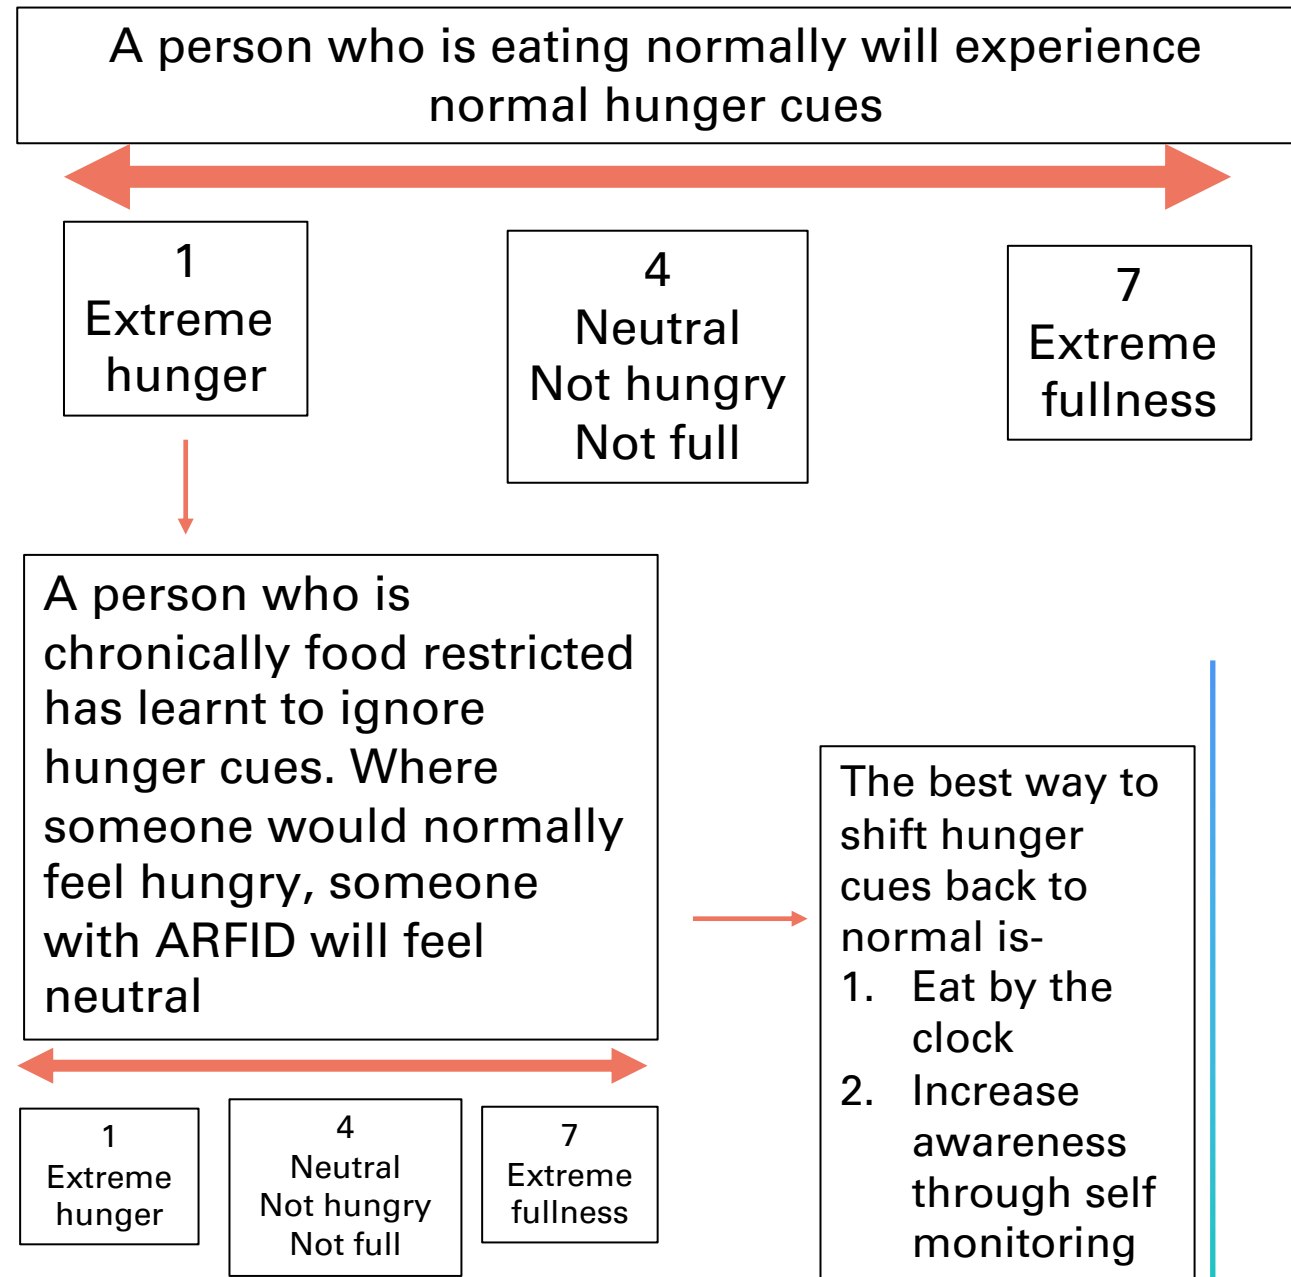 A person who is eating normally will experience
normal hunger cues
1
Extreme
hunger
4
Neutral
Not hungry
Not full
7
Extreme
fullness
A person who is
chronically food restricted
has learnt to ignore
hunger cues. Where
someone would normally
feel hungry, someone
with ARFID will feel
neutral
1
Extreme
hunger
4
Neutral
Not hungry
Not full
7
Extreme
fullness
The best way to
shift hunger
cues back to
normal is-
1. Eat by the
clock
2. Increase
awareness
through self
monitoring